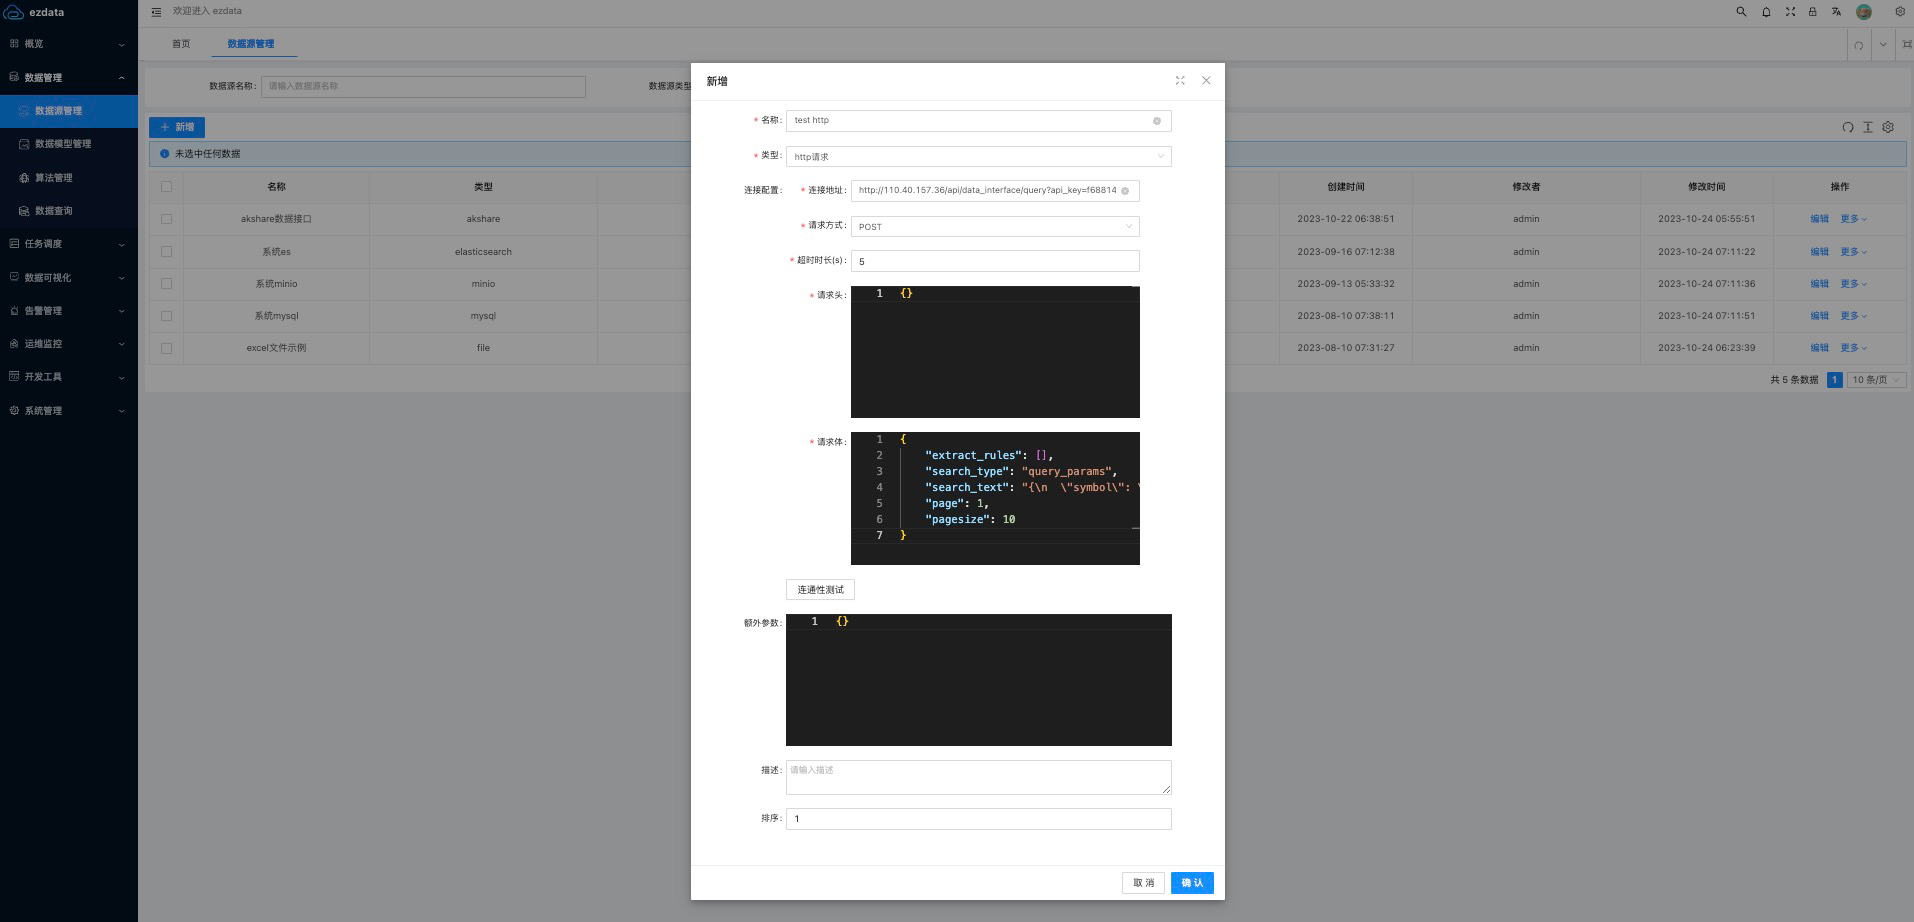 ezdata
欢迎进入 ezdata
概览
数据管理
数据源管理
数据模型管理
算法管理
数据查询
任务调度
数据可视化
告警管理
运维监控
开发工具
系统管理
首页
数据源管理
数据源名称:
请输入数据源名称
数据源类型
新增
未选中任何数据
名称 类型 创建时间 修改者 修改时间 操作
akshare数据接口 akshare 2023-10-22 06:38:51 admin 2023-10-24 05:55:51 编辑 更多
系统es elasticsearch 2023-09-16 07:12:38 admin 2023-10-24 07:11:22 编辑 更多
系统minio minio 2023-09-13 05:33:32 admin 2023-10-24 07:11:36 编辑 更多
系统mysql mysql 2023-08-10 07:38:11 admin 2023-10-24 07:11:51 编辑 更多
excel文件示例 file 2023-08-10 07:31:27 admin 2023-10-24 06:23:39 编辑 更多
共 5 条数据 1 10 条/页
新增
* 名称: test http
* 类型: http请求
连接配置: * 连接地址: http://110.40.157.36/api/data_interface/query?api_key=f68814
* 请求方式: POST
* 超时时长(s): 5
* 请求头: 1 {}
* 请求体: 1 {
2 "extract_rules": [],
3 "search_type": "query_params",
4 "search_text": "{\n  \"symbol\": \
5 "page": 1,
6 "pagesize": 10
7 }
连通性测试
额外参数: 1 {}
描述: 请输入描述
排序: 1
取 消 确 认